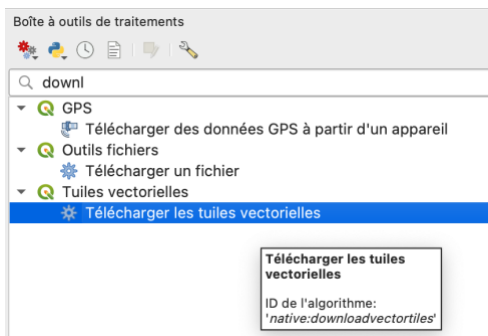 Boîte à outils de traitements
downl
GPS
Télécharger des données GPS à partir d'un appareil
Outils fichiers
Télécharger un fichier
Tuiles vectorielles
Télécharger les tuiles vectorielles
Télécharger les tuiles
vectorielles
ID de l'algorithme:
'native:downloadvectortiles'